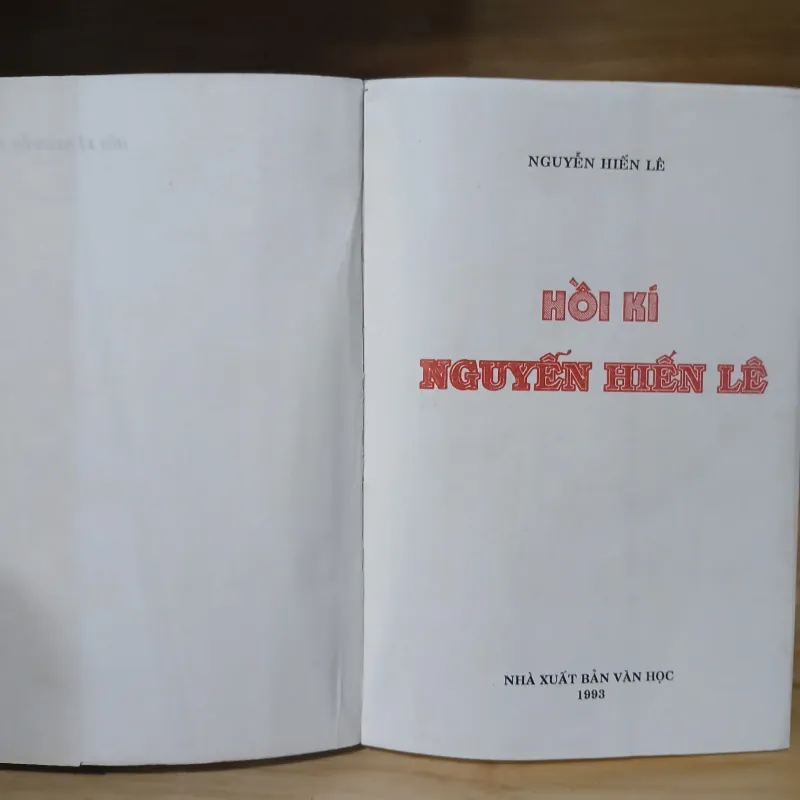 NGUYỄN HIẾN LÊ
HỒI KÍ
NGUYỄN HIẾN LÊ
NHÀ XUẤT BẢN VĂN HỌC
1993